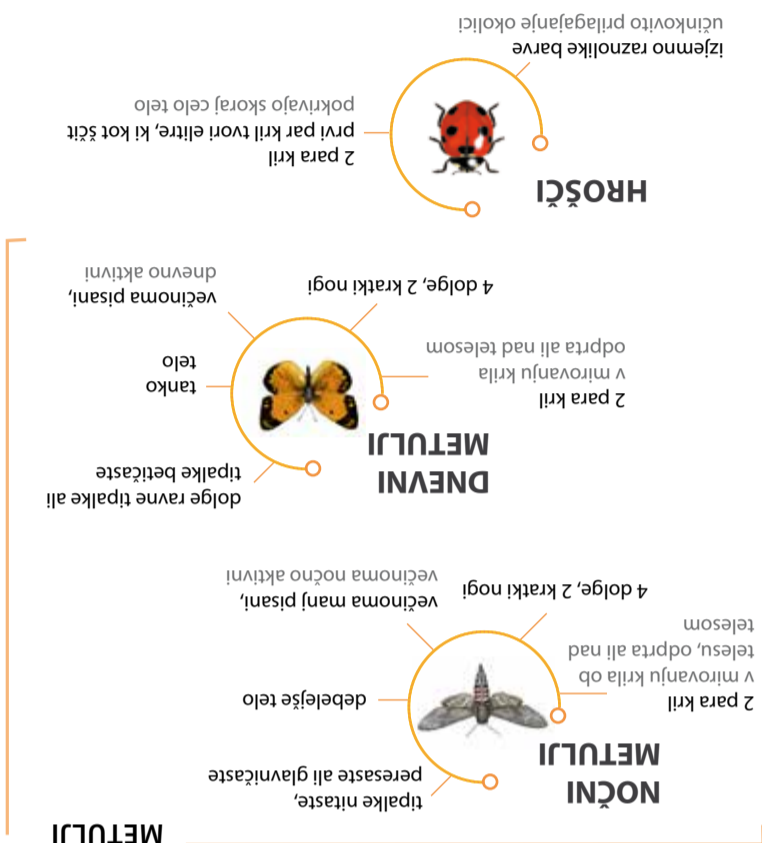 METULJI
NOČNI
METULJI
2 para kril
v mirovanju krila ob
telesu, odprta ali nad
telesom
tipalke nitaste,
peresaste ali glavničaste
debelejše telo
4 dolge, 2 kratki nogi
večinoma manj pisani,
večinoma nočno aktivni
DNEVNI
METULJI
2 para kril
v mirovanju krila
odprta ali nad telesom
dolge ravne tipalke ali
tipalke betičaste
tanko
telo
4 dolge, 2 kratki nogi
večinoma pisani,
dnevno aktivni
HROŠČI
2 para kril
prvi par kril tvori elitre, ki kot ščit
pokrivajo skoraj celo telo
izjemno raznolike barve
učinkovito prilagajanje okolici